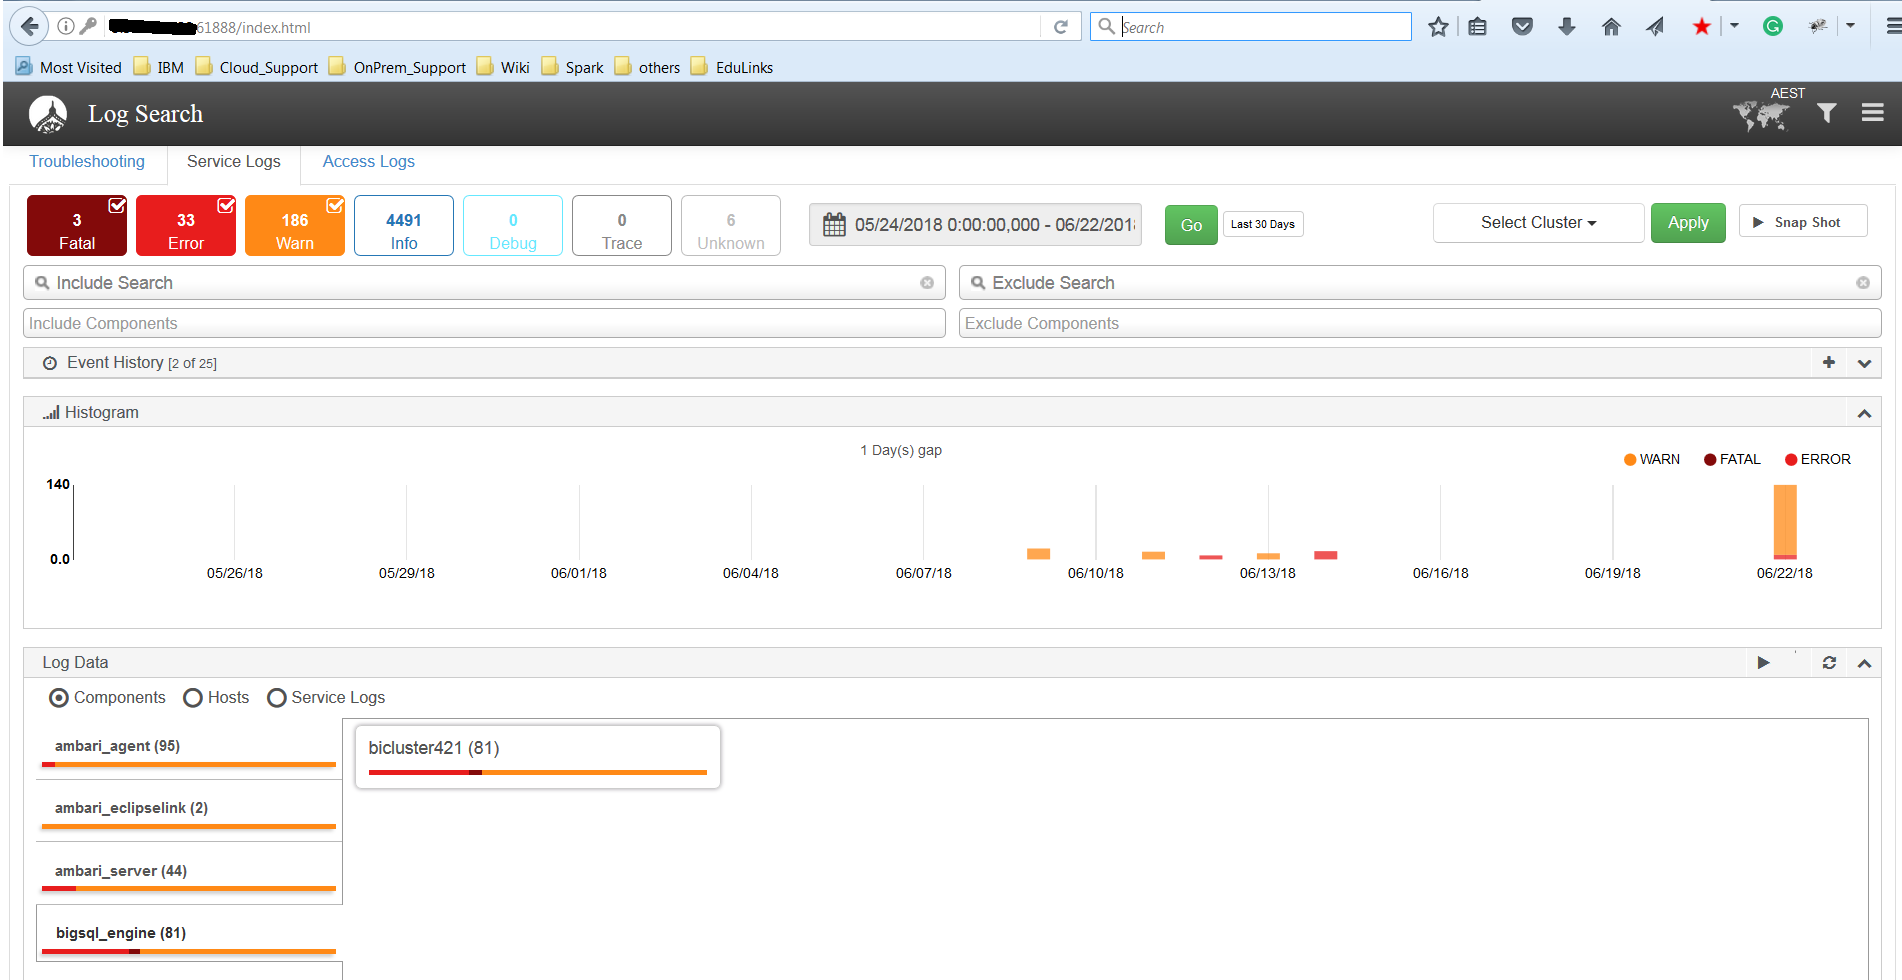 61888/index.html
Search
Most Visited IBM Cloud_Support OnPrem_Support Wiki Spark others EduLinks
Log Search
AEST
Troubleshooting Service Logs Access Logs
3 Fatal
33 Error
186 Warn
4491 Info
0 Debug
0 Trace
6 Unknown
05/24/2018 0:00:00,000 - 06/22/201
Go
Last 30 Days
Select Cluster
Apply
Snap Shot
Include Search
Exclude Search
Include Components
Exclude Components
Event History [2 of 25]
Histogram
1 Day(s) gap
WARN FATAL ERROR
140
0.0
05/26/18 05/29/18 06/01/18 06/04/18 06/07/18 06/10/18 06/13/18 06/16/18 06/19/18 06/22/18
Log Data
Components Hosts Service Logs
ambari_agent (95)
bicluster421 (81)
ambari_eclipselink (2)
ambari_server (44)
bigsql_engine (81)